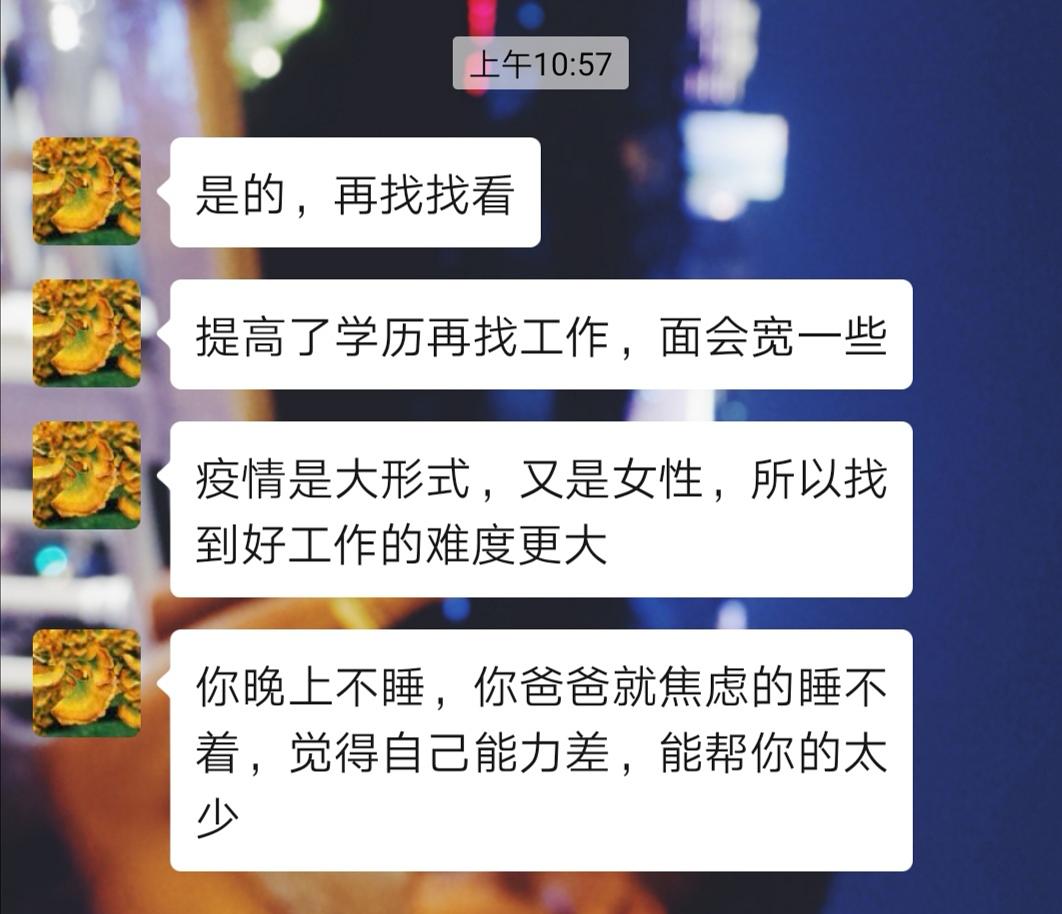 上午10:57
是的，再找找看
提高了学历再找工作，面会宽一些
疫情是大形式，又是女性，所以找
到好工作的难度更大
你晚上不睡，你爸爸就焦虑的睡不
着，觉得自己能力差，能帮你的太
少